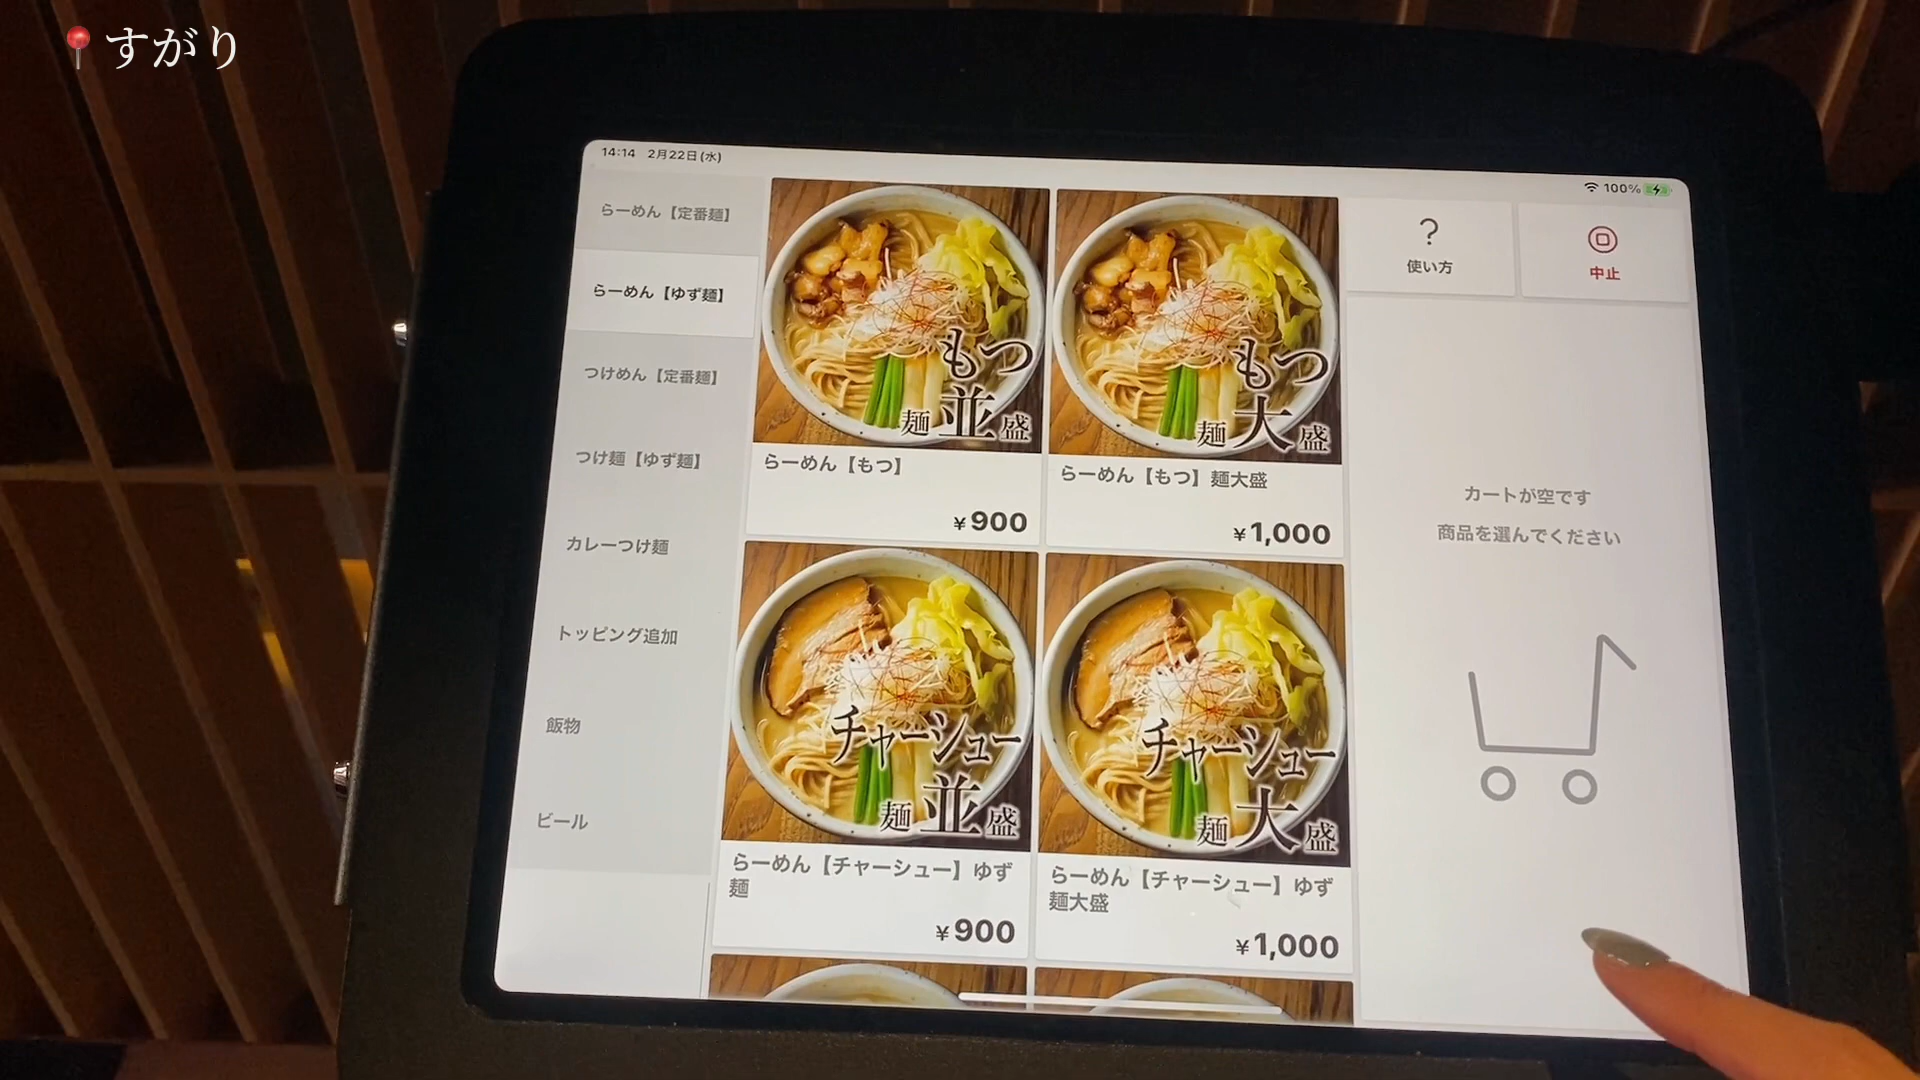 すがり
14:14 2月22日(水)
100%
らーめん【定番麺】
らーめん【ゆず麺】
つけめん【定番麺】
つけ麺【ゆず麺】
カレーつけ麺
トッピング追加
飯物
ビール
もつ
麺並盛
らーめん【もつ】
¥900
もつ
麺大盛
らーめん【もつ】麺大盛
¥1,000
チャーシュー
麺並盛
らーめん【チャーシュー】ゆず
麺
¥900
チャーシュー
麺大盛
らーめん【チャーシュー】ゆず
麺大盛
¥1,000
?
使い方
中止
カートが空です
商品を選んでください